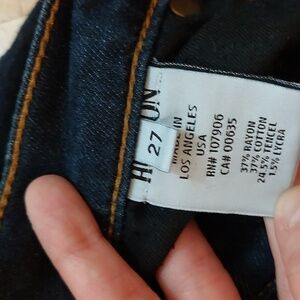 27
MADE IN
LOS ANGELES
USA
RN# 107906
CA# 00635
37% RAYON
37% COTTON
24.5% TENCEL
1.5% LYCRA